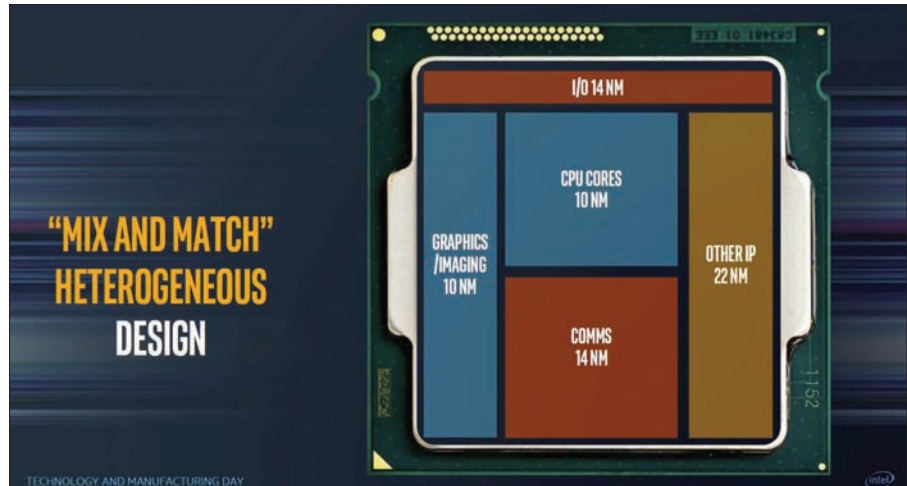 "MIX AND MATCH"
HETEROGENEOUS
DESIGN
I/O 14 NM
CPU CORES
10 NM
GRAPHICS
/IMAGING
10 NM
OTHER IP
22 NM
COMMS
14 NM
1152
TECHNOLOGY AND MANUFACTURING DAY
intel